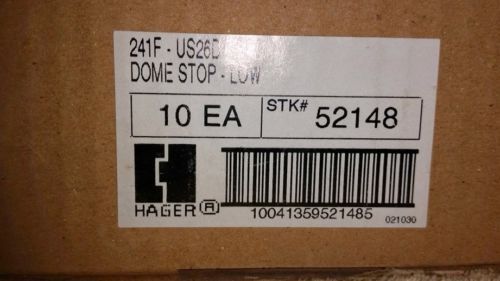 241F - US26D
DOME STOP - LOW
10 EA
STK# 52148
HAGER ®
10041359521485
021030